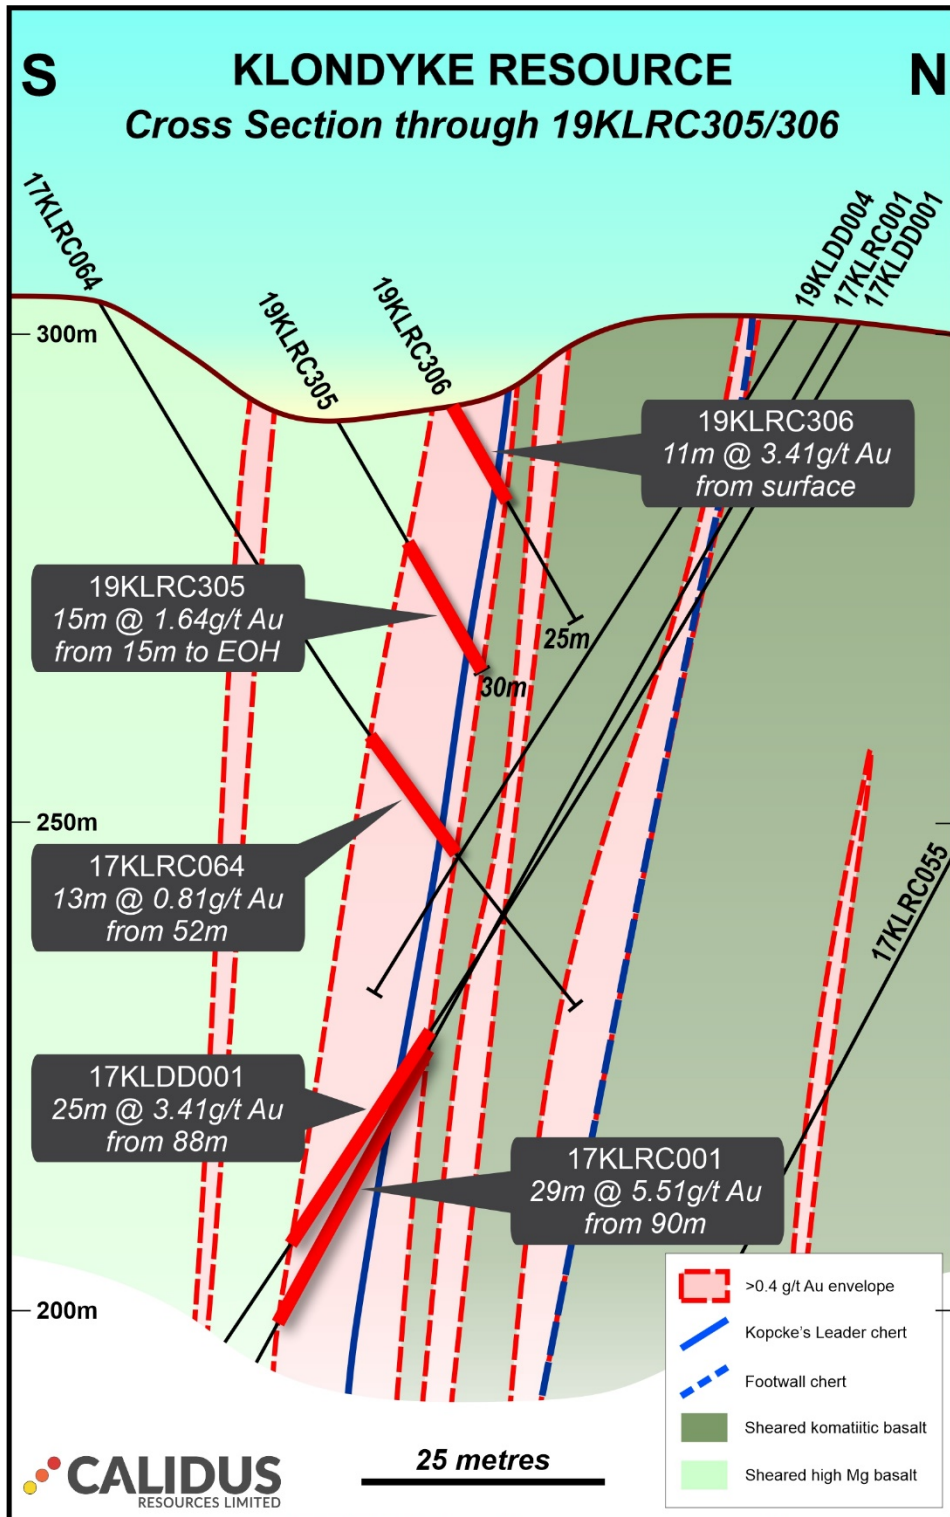 S
KLONDYKE RESOURCE
N
Cross Section through 19KLRC305/306
17KLRC064
19KLRC305
19KLRC306
19KLDD004
17KLRC001
17KLDD001
300m
19KLRC306
11m @ 3.41g/t Au
from surface
19KLRC305
15m @ 1.64g/t Au
from 15m to EOH
25m
30m
250m
17KLRC064
13m @ 0.81g/t Au
from 52m
17KLRC055
17KLDD001
25m @ 3.41g/t Au
from 88m
17KLRC001
29m @ 5.51g/t Au
from 90m
200m
>0.4 g/t Au envelope
Kopcke's Leader chert
Footwall chert
Sheared komatiitic basalt
Sheared high Mg basalt
25 metres
CALIDUS
RESOURCES LIMITED